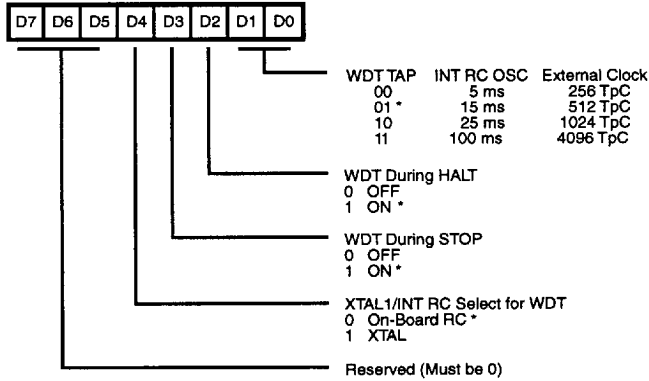 D7 D6 D5 D4 D3 D2 D1 D0
WDT TAP INT RC OSC External Clock
00 5 ms 256 TpC
01 * 15 ms 512 TpC
10 25 ms 1024 TpC
11 100 ms 4096 TpC
WDT During HALT
0 OFF
1 ON *
WDT During STOP
0 OFF
1 ON *
XTAL1/INT RC Select for WDT
0 On-Board RC *
1 XTAL
Reserved (Must be 0)